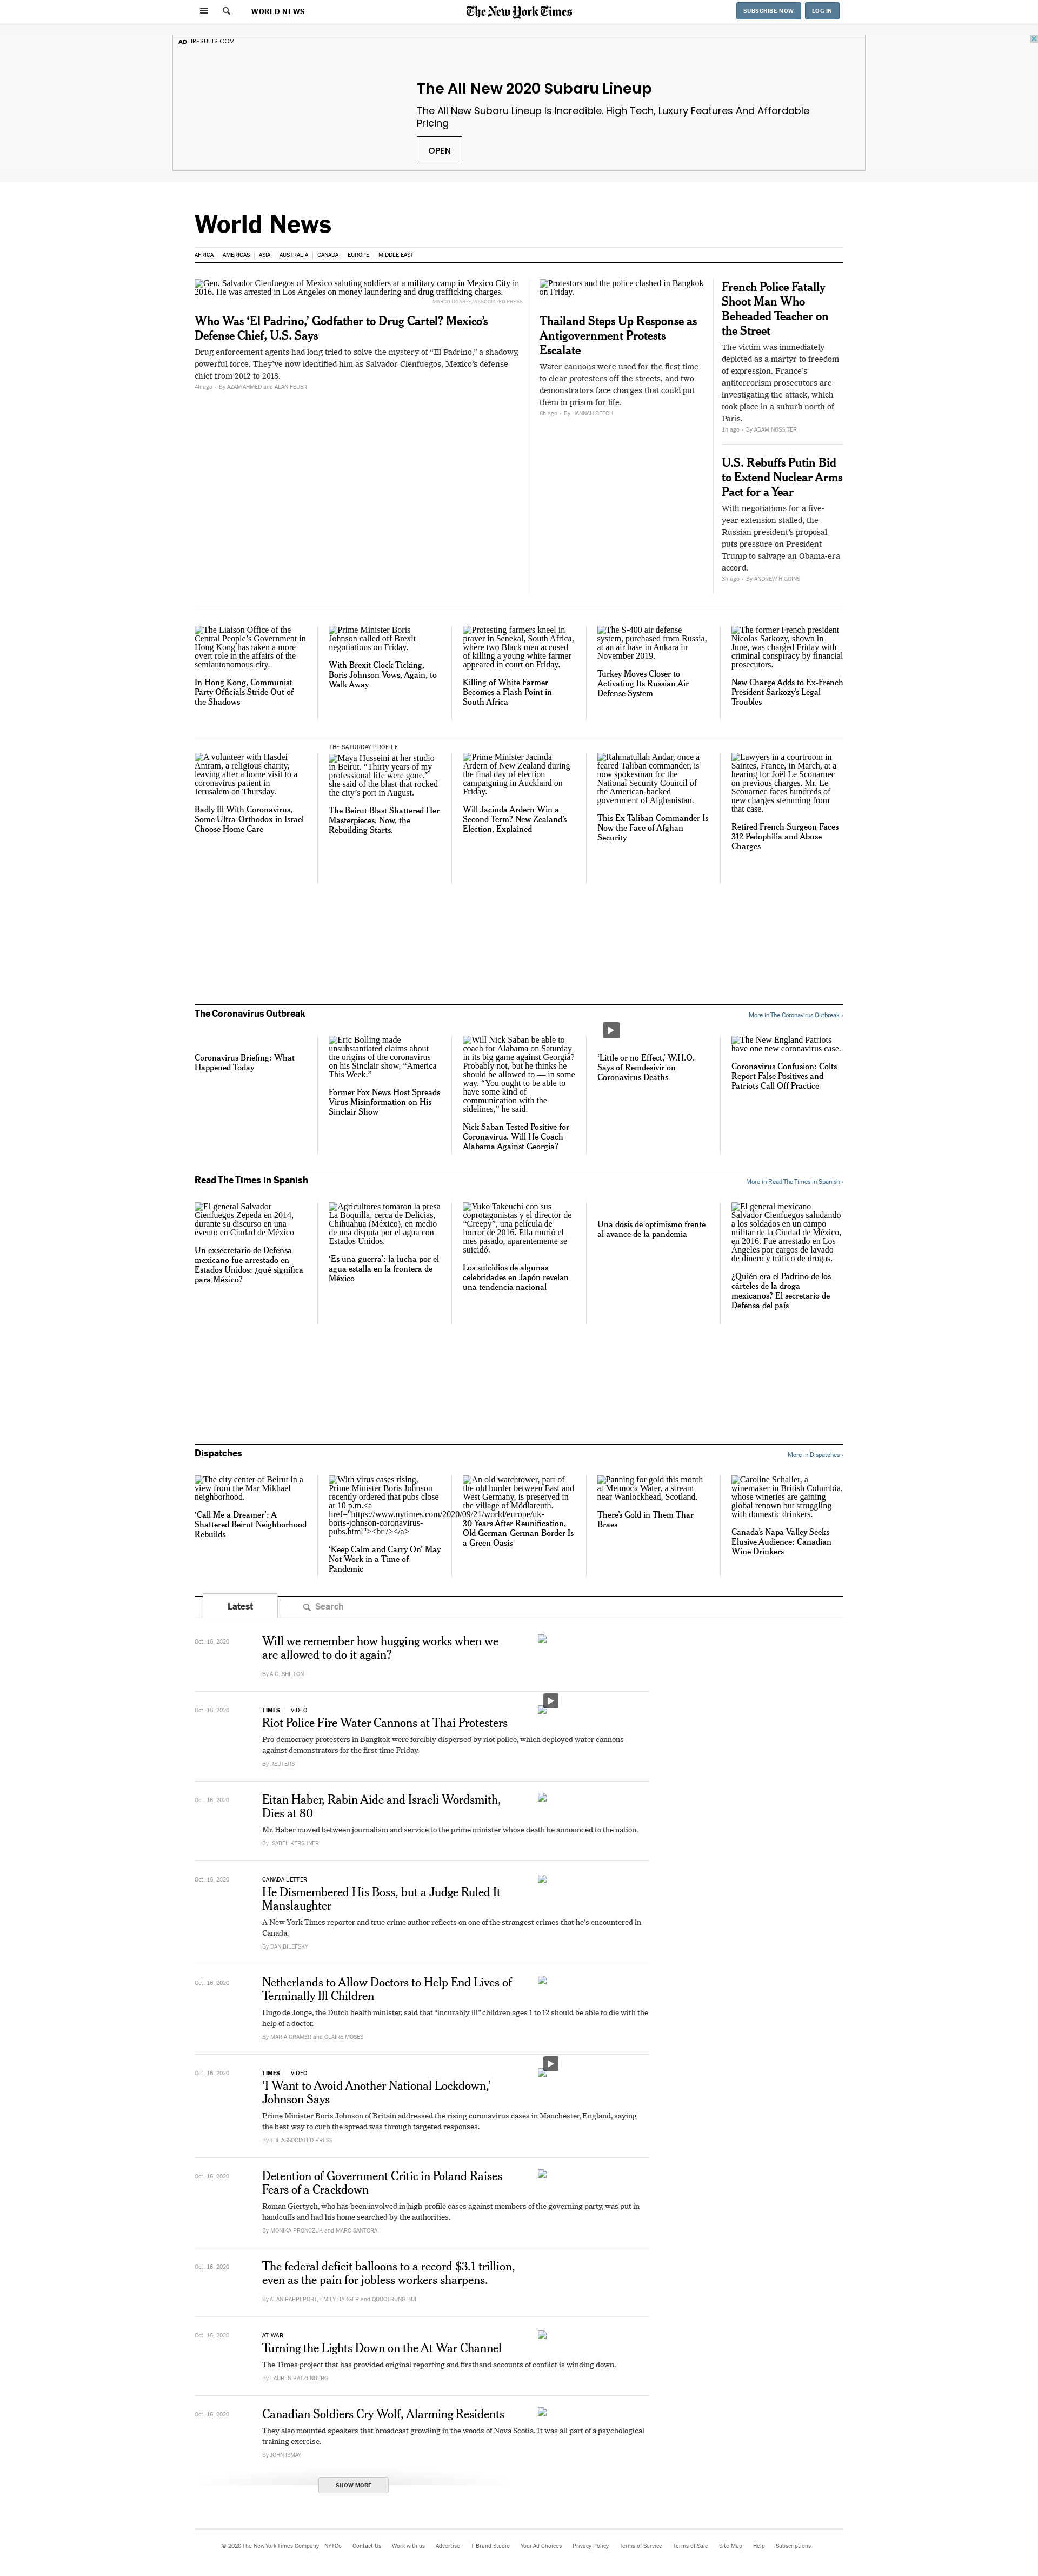 WORLD NEWS
The New York Times
SUBSCRIBE NOW
LOG IN
AD IRESULTS.COM
The All New 2020 Subaru Lineup
The All New Subaru Lineup Is Incredible. High Tech, Luxury Features And Affordable
Pricing
OPEN
World News
AFRICA AMERICAS ASIA AUSTRALIA CANADA EUROPE MIDDLE EAST
Gen. Salvador Cienfuegos of Mexico saluting soldiers at a military camp in Mexico City in
2016. He was arrested in Los Angeles on money laundering and drug trafficking charges.
MARCO UGARTE/ASSOCIATED PRESS
Who Was ‘El Padrino,’ Godfather to Drug Cartel? Mexico’s
Defense Chief, U.S. Says
Drug enforcement agents had long tried to solve the mystery of “El Padrino,” a shadowy,
powerful force. They’ve now identified him as Salvador Cienfuegos, Mexico’s defense
chief from 2012 to 2018.
4h ago - By AZAM AHMED and ALAN FEUER
Protestors and the police clashed in Bangkok
on Friday.
Thailand Steps Up Response as
Antigovernment Protests
Escalate
Water cannons were used for the first time
to clear protesters off the streets, and two
demonstrators face charges that could put
them in prison for life.
6h ago - By HANNAH BEECH
French Police Fatally
Shoot Man Who
Beheaded Teacher on
the Street
The victim was immediately
depicted as a martyr to freedom
of expression. France’s
antiterrorism prosecutors are
investigating the attack, which
took place in a suburb north of
Paris.
1h ago - By ADAM NOSSITER
U.S. Rebuffs Putin Bid
to Extend Nuclear Arms
Pact for a Year
With negotiations for a five-
year extension stalled, the
Russian president’s proposal
puts pressure on President
Trump to salvage an Obama-era
accord.
3h ago - By ANDREW HIGGINS
The Liaison Office of the
Central People’s Government
Hong Kong has taken a more
overt role in the affairs of the
semiautonomous city.
In Hong Kong, Communist
Party Officials Stride Out of
the Shadows
Prime Minister Boris
Johnson called off Brexit
negotiations on Friday.
With Brexit Clock Ticking,
Boris Johnson Vows, Again, to
Walk Away
Protesting farmers kneel in
prayer in Senekal, South Africa,
where two Black men accused
of killing a young white farmer
appeared in court on Friday.
Killing of White Farmer
Becomes a Flash Point in
South Africa
The S-400 air defense
system, purchased from Russia,
at an air base in Ankara in
November 2019.
Turkey Moves Closer to
Activating Its Russian Air
Defense System
The former French president
Nicolas Sarkozy, shown in
June, was charged Friday with
criminal conspiracy by financial
prosecutors.
New Charge Adds to Ex-French
President Sarkozy’s Legal
Troubles
A volunteer with Hasdei
Amram, a religious charity,
leaving after a home visit to a
coronavirus patient in
Jerusalem on Thursday.
Badly Ill With Coronavirus,
Some Ultra-Orthodox in Israel
Choose Home Care
THE SATURDAY PROFILE
Maya Husseini at her studio
in Beirut. “Thirty years of my
professional life were gone,”
she said of the blast that rocked
the city’s port in August.
The Beirut Blast Shattered Her
Masterpieces. Now, the
Rebuilding Starts.
Prime Minister Jacinda
Ardern of New Zealand during
the final day of election
campaigning in Auckland on
Friday.
Will Jacinda Ardern Win a
Second Term? New Zealand’s
Election, Explained
Rahmatullah Andar, once a
feared Taliban commander, is
now spokesman for the
National Security Council of
the American-backed
government of Afghanistan.
This Ex-Taliban Commander Is
Now the Face of Afghan
Security
Lawyers in a courtroom in
Saintes, France, in March, at a
hearing for Joël Le Scouarnec
on previous charges. Mr. Le
Scouarnec faces hundreds of
new charges stemming from
that case.
Retired French Surgeon Faces
312 Pedophilia and Abuse
Charges
The Coronavirus Outbreak
More in The Coronavirus Outbreak ›
Coronavirus Briefing: What
Happened Today
Eric Bolling made
unsubstantiated claims about
the origins of the coronavirus
on his Sinclair show, “America
This Week.”
Former Fox News Host Spreads
Virus Misinformation on His
Sinclair Show
Will Nick Saban be able to
coach for Alabama on Saturday
in its big game against Georgia?
Probably not, but he thinks he
should be allowed to — in some
way. “You ought to be able to
have some kind of
communication with the
sidelines,” he said.
Nick Saban Tested Positive for
Coronavirus. Will He Coach
Alabama Against Georgia?
‘Little or no Effect,’ W.H.O.
Says of Remdesivir on
Coronavirus Deaths
The New England Patriots
have one new coronavirus case.
Coronavirus Confusion: Colts
Report False Positives and
Patriots Call Off Practice
Read The Times in Spanish
More in Read The Times in Spanish ›
El general Salvador
Cienfuegos Zepeda en 2014,
durante su discurso en una
evento en Ciudad de México
Un exsecretario de Defensa
mexicano fue arrestado en
Estados Unidos: ¿qué significa
para México?
Agricultores tomaron la presa
La Boquilla, cerca de Delicias,
Chihuahua (México), en medio
de una disputa por el agua con
Estados Unidos.
‘Es una guerra’: la lucha por el
agua estalla en la frontera de
México
Yuko Takeuchi con sus
coprotagonistas y el director de
“Creepy”, una película de
horror de 2016. Ella murió el
mes pasado, aparentemente se
suicidó.
Los suicidios de algunas
celebridades en Japón revelan
una tendencia nacional
Una dosis de optimismo frente
al avance de la pandemia
El general mexicano
Salvador Cienfuegos saludando
a los soldados en un campo
militar de la Ciudad de México,
en 2016. Fue arrestado en Los
Ángeles por cargos de lavado
de dinero y tráfico de drogas.
¿Quién era el Padrino de los
cárteles de la droga
mexicanos? El secretario de
Defensa del país
Dispatches
More in Dispatches ›
The city center of Beirut in a
view from the Mar Mikhael
neighborhood.
‘Call Me a Dreamer’: A
Shattered Beirut Neighborhood
Rebuilds
With virus cases rising,
Prime Minister Boris Johnson
recently ordered that pubs close
at 10 p.m.<a
href="https://www.nytimes.com/2020/09/21/world/europe/uk-
boris-johnson-coronavirus-
pubs.html"><br /></a>
‘Keep Calm and Carry On’ May
Not Work in a Time of
Pandemic
An old watchtower, part of
the old border between East and
West Germany, is preserved in
the village of Mödlareuth.
30 Years After Reunification,
Old German-German Border Is
a Green Oasis
Panning for gold this month
at Mennock Water, a stream
near Wanlockhead, Scotland.
There’s Gold in Them Thar
Braes
Caroline Schaller, a
winemaker in British Columbia,
whose wineries are gaining
global renown but struggling
with domestic drinkers.
Canada’s Napa Valley Seeks
Elusive Audience: Canadian
Wine Drinkers
Latest
Search
Oct. 16, 2020
Will we remember how hugging works when we
are allowed to do it again?
By A.C. SHILTON
Oct. 16, 2020
TIMES | VIDEO
Riot Police Fire Water Cannons at Thai Protesters
Pro-democracy protesters in Bangkok were forcibly dispersed by riot police, which deployed water cannons
against demonstrators for the first time Friday.
By REUTERS
Oct. 16, 2020
Eitan Haber, Rabin Aide and Israeli Wordsmith,
Dies at 80
Mr. Haber moved between journalism and service to the prime minister whose death he announced to the nation.
By ISABEL KERSHNER
Oct. 16, 2020
CANADA LETTER
He Dismembered His Boss, but a Judge Ruled It
Manslaughter
A New York Times reporter and true crime author reflects on one of the strangest crimes that he’s encountered in
Canada.
By DAN BILEFSKY
Oct. 16, 2020
Netherlands to Allow Doctors to Help End Lives of
Terminally Ill Children
Hugo de Jonge, the Dutch health minister, said that “incurably ill” children ages 1 to 12 should be able to die with the
help of a doctor.
By MARIA CRAMER and CLAIRE MOSES
Oct. 16, 2020
TIMES | VIDEO
‘I Want to Avoid Another National Lockdown,’
Johnson Says
Prime Minister Boris Johnson of Britain addressed the rising coronavirus cases in Manchester, England, saying
the best way to curb the spread was through targeted responses.
By THE ASSOCIATED PRESS
Oct. 16, 2020
Detention of Government Critic in Poland Raises
Fears of a Crackdown
Roman Giertych, who has been involved in high-profile cases against members of the governing party, was put in
handcuffs and had his home searched by the authorities.
By MONIKA PRONCZUK and MARC SANTORA
Oct. 16, 2020
The federal deficit balloons to a record $3.1 trillion,
even as the pain for jobless workers sharpens.
By ALAN RAPPEPORT, EMILY BADGER and QUOCTRUNG BUI
Oct. 16, 2020
AT WAR
Turning the Lights Down on the At War Channel
The Times project that has provided original reporting and firsthand accounts of conflict is winding down.
By LAUREN KATZENBERG
Oct. 16, 2020
Canadian Soldiers Cry Wolf, Alarming Residents
They also mounted speakers that broadcast growling in the woods of Nova Scotia. It was all part of a psychological
training exercise.
By JOHN ISMAY
SHOW MORE
© 2020 The New York Times Company NYTCo Contact Us Work with us Advertise T Brand Studio Your Ad Choices Privacy Policy Terms of Service Terms of Sale Site Map Help Subscriptions